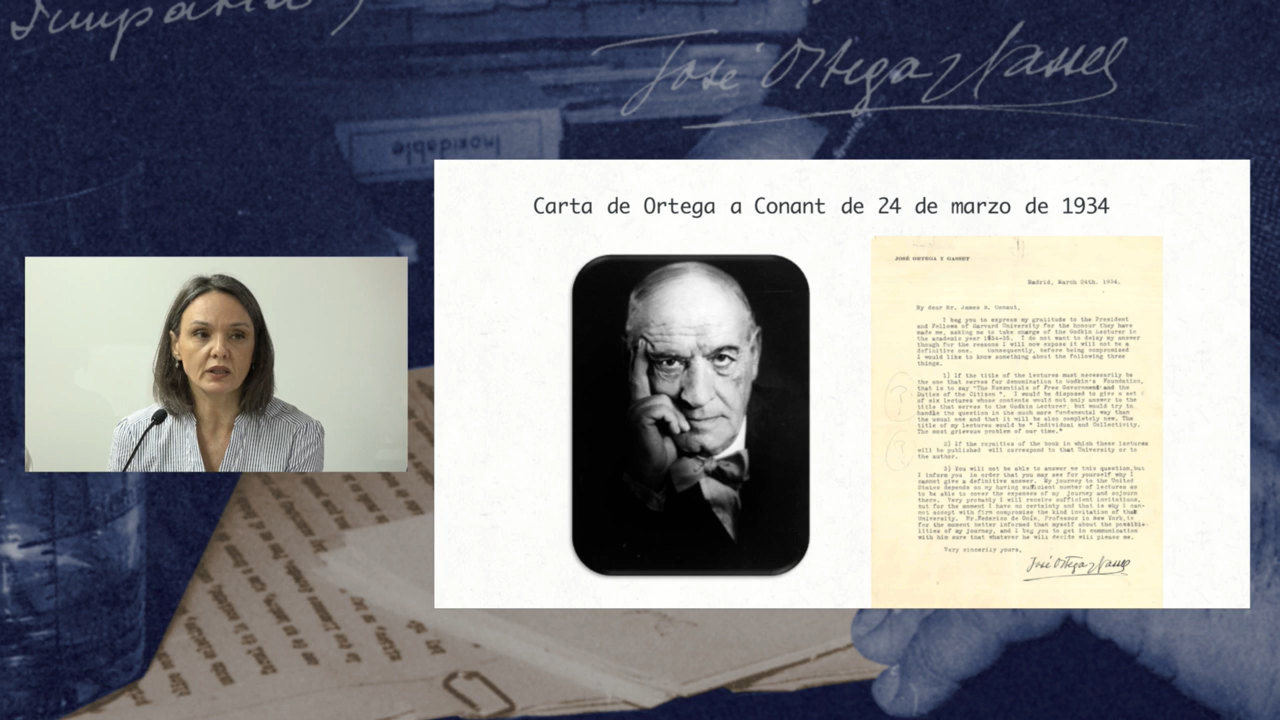 Imparcial,
José Ortega y Gasset
Inoxidable
Carta de Ortega a Conant de 24 de marzo de 1934
JOSÉ ORTEGA Y GASSET
Madrid, March 24th. 1934.
My dear Mr. James B. Conant,
I beg you to express my gratitude to the President
and Fellows of Harvard University for the honour they have
made me, asking me to take charge of the Godkin Lecturer in
the academic year 1934-35. I do not want to delay my answer
though for the reasons I will now expose it will not be a
definitive one. Consequently, before being compromised
I would like to know something about the following three
things.
1) If the title of the lectures must necessarily be
the one that serves for denomination to Godkin's Foundation,
that is to say "The Essentials of Free Government and the
Duties of the Citizen", I would be disposed to give a set
of six lectures whose contents would not only answer to the
title that serves to the Godkin Lecturer, but would try to
handle the question in the much more fundamental way than
the usual one and that it will be also completely new. The
title of my lectures would be " Individual and Collectivity.
The most grievous problem of our time."
2) If the royalties of the book in which these lectures
will be published will correspond to that University or to
the author.
3) You will not be able to answer me this question, but
I inform you in order that you may see for yourself why I
cannot give a definitive answer. My journey to the United
States depends on my having sufficient number of lectures as
to be able to cover the expenses of my journey and sojourn
there. Very probably I will receive sufficient invitations,
but for the moment I have no certainty and that is why I can-
not accept with firm compromise the kind invitation of that
University. Mr. Federico de Onís, Professor in New York, is
for the moment better informed than myself about the possibi-
lities of my journey, and I beg you to get in communication
with him sure that whatever he will decide will please me.
Very sincerily yours,
José Ortega y Gasset